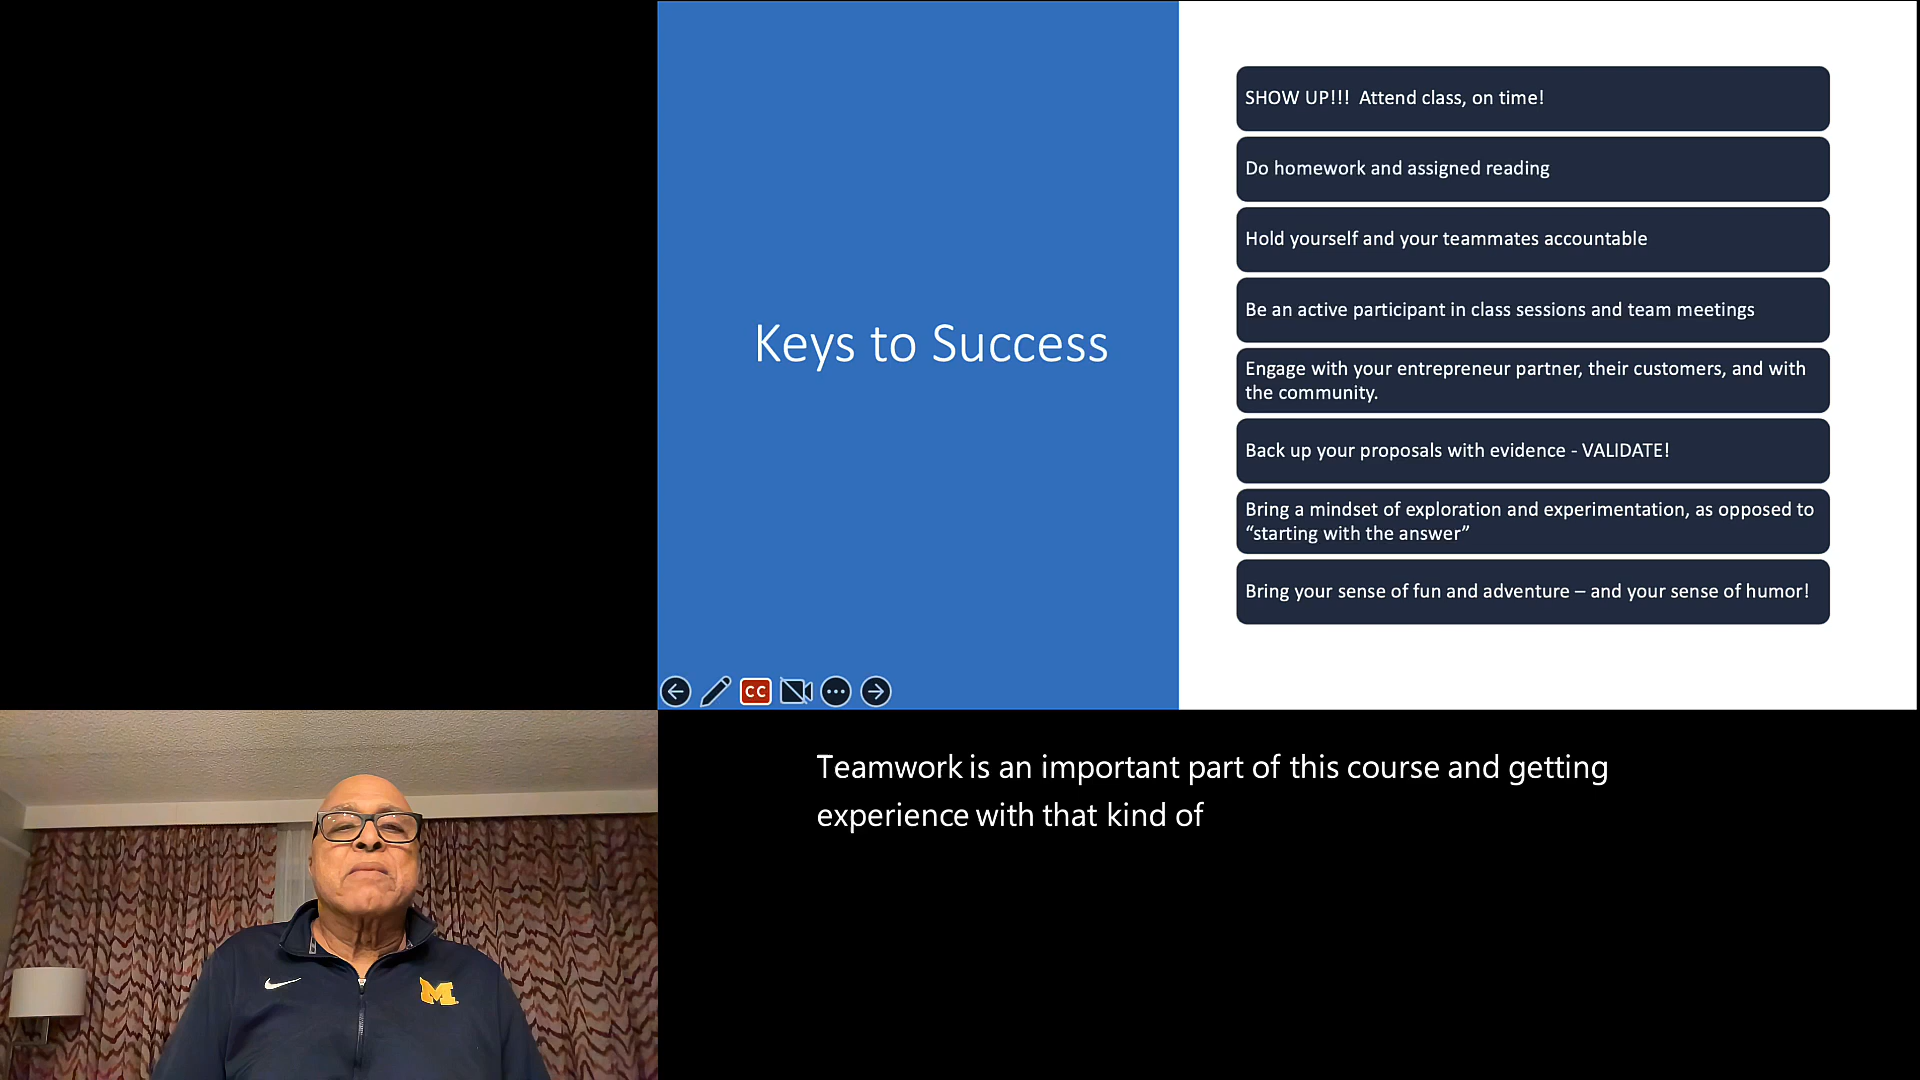 Keys to Success
SHOW UP!!!  Attend class, on time!
Do homework and assigned reading
Hold yourself and your teammates accountable
Be an active participant in class sessions and team meetings
Engage with your entrepreneur partner, their customers, and with
the community.
Back up your proposals with evidence - VALIDATE!
Bring a mindset of exploration and experimentation, as opposed to
“starting with the answer”
Bring your sense of fun and adventure – and your sense of humor!
CC
Teamwork is an important part of this course and getting
experience with that kind of
M